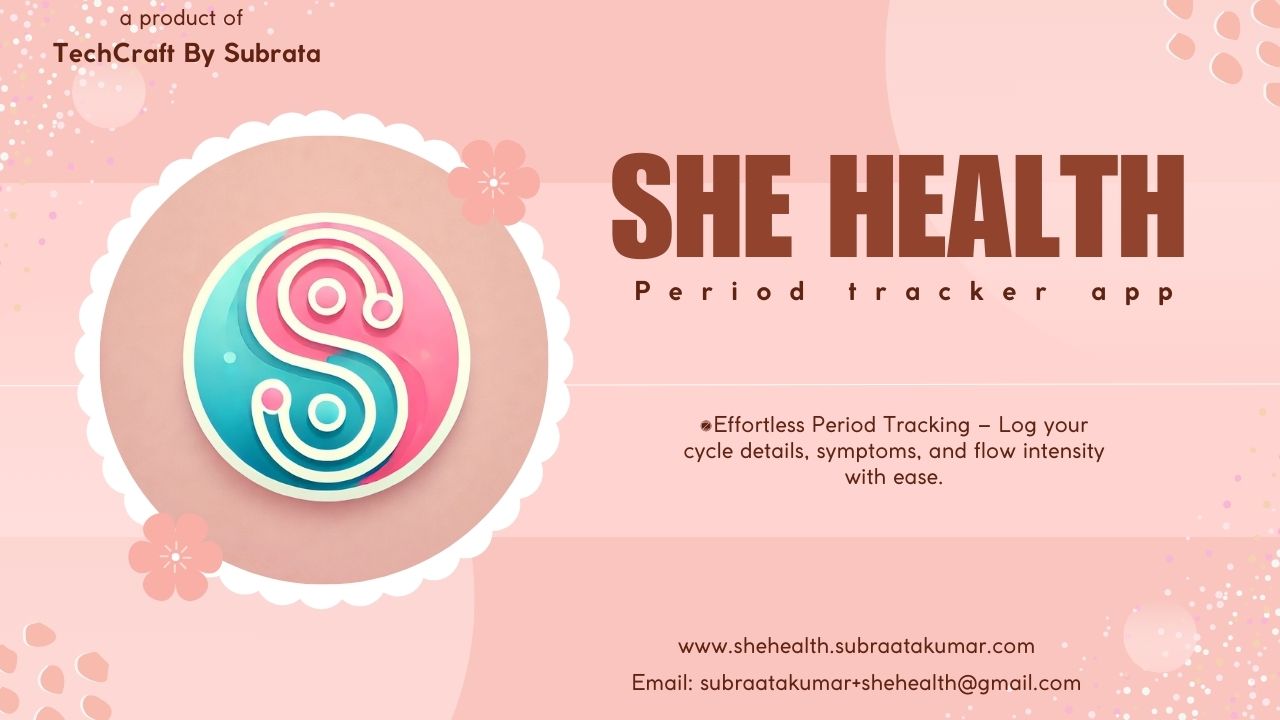 a product of
TechCraft By Subrata
SHE HEALTH
Period tracker app
Effortless Period Tracking – Log your
cycle details, symptoms, and flow intensity
with ease.
www.shehealth.subraatakumar.com
Email: subraatakumar+shehealth@gmail.com